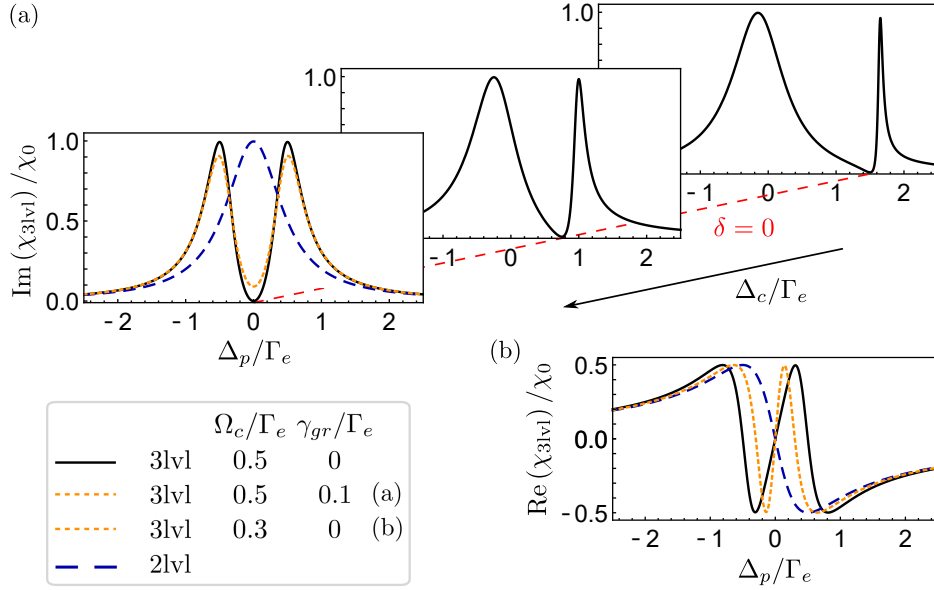 (a)
1.0
-1 0 1 2
1.0
-1 0 1 2
Im (χ3lvl) /χ0
1.0
0.5
0.0
-2 -1 0 1 2
Δp/Γe
δ = 0
Δc/Γe
(b)
Re (χ3lvl) /χ0
0.5
0.0
-0.5
-2 -1 0 1 2
Δp/Γe
Ωc/Γe γgr/Γe
3lvl 0.5 0
3lvl 0.5 0.1 (a)
3lvl 0.3 0 (b)
2lvl